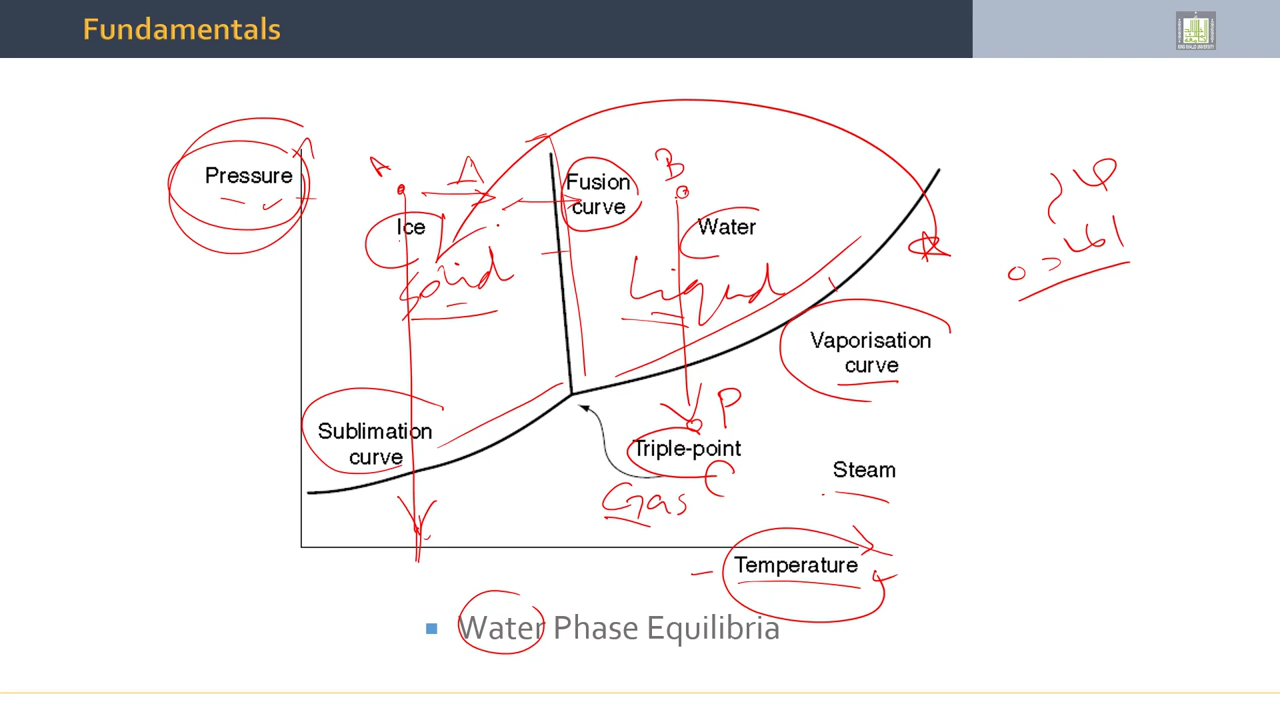 Fundamentals
Pressure
A
Δ
Fusion
curve
B
Ice
Water
Solid
Liquid
Vaporisation
curve
Sublimation
curve
P
Triple-point
C
Gas
Steam
Temperature
Water Phase Equilibria